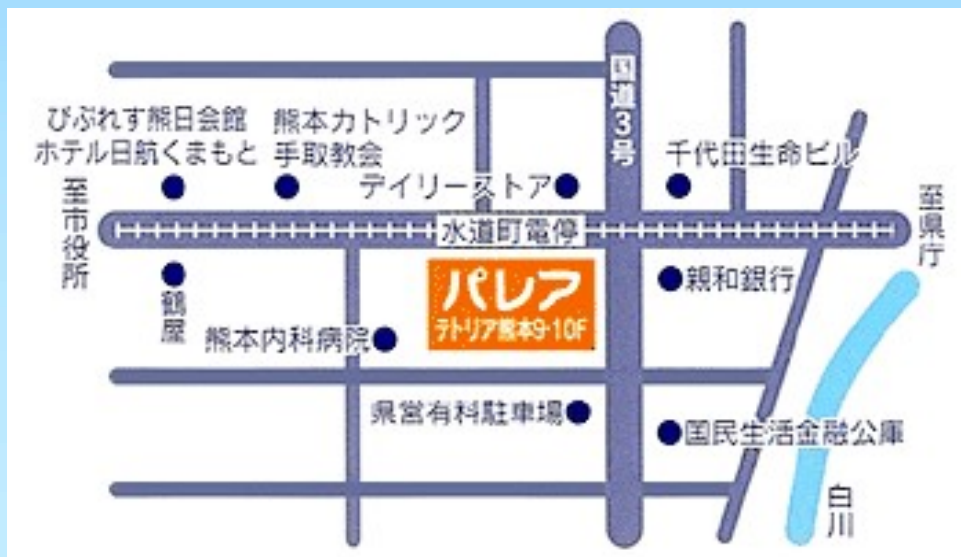 国道3号
びぷれす熊日会館
ホテル日航くまもと
熊本カトリック
手取教会
デイリーストア
千代田生命ビル
至市役所
至県庁
水道町電停
鶴屋
パレア
テトリア熊本9・10F
親和銀行
熊本内科病院
県営有料駐車場
国民生活金融公庫
白川